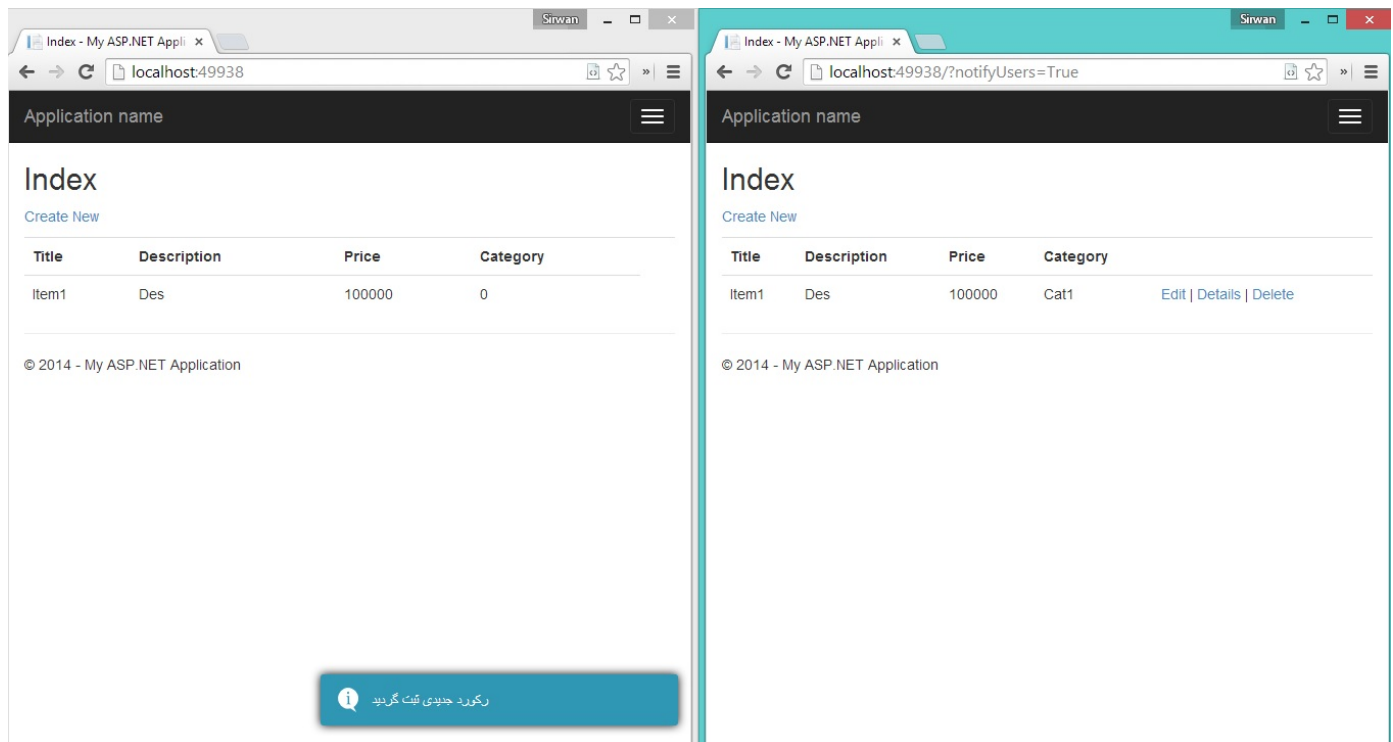 Sirwan
Index - My ASP.NET Appli
localhost:49938
Application name
Index
Create New
Title Description Price Category
Item1 Des 100000 0
© 2014 - My ASP.NET Application
رکورد جدیدی ثبت گردید
Sirwan
Index - My ASP.NET Appli
localhost:49938/?notifyUsers=True
Application name
Index
Create New
Title Description Price Category
Item1 Des 100000 Cat1 Edit | Details | Delete
© 2014 - My ASP.NET Application